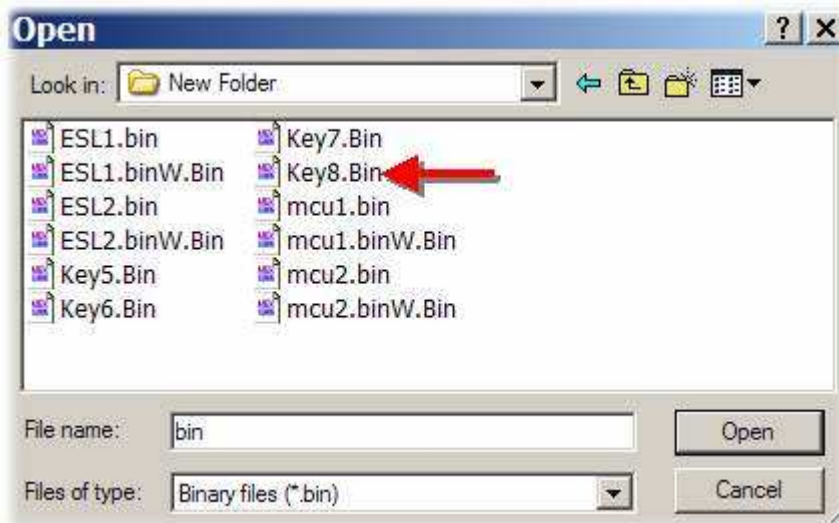 Open
Look in: New Folder
ESL1.bin
ESL1.binW.Bin
ESL2.bin
ESL2.binW.Bin
Key5.Bin
Key6.Bin
Key7.Bin
Key8.Bin
mcu1.bin
mcu1.binW.Bin
mcu2.bin
mcu2.binW.Bin
File name: bin
Open
Files of type: Binary files (*.bin)
Cancel